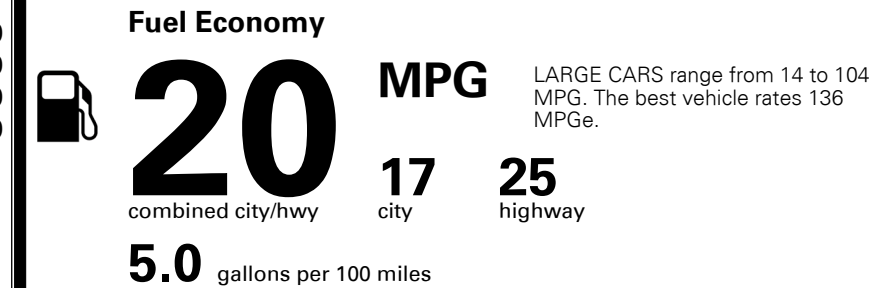 Fuel Economy
20
MPG
LARGE CARS range from 14 to 104
MPG. The best vehicle rates 136
MPGe.
17
25
combined city/hwy
city
highway
5.0 gallons per 100 miles